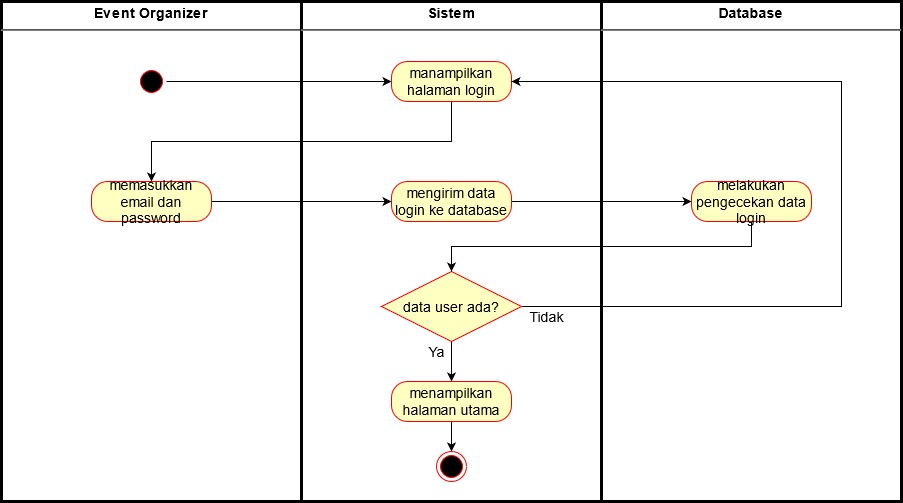 Event Organizer
Sistem
Database
manampilkan
halaman login
memasukkan
email dan
password
mengirim data
login ke database
melakukan
pengecekan data
login
data user ada?
Tidak
Ya
menampilkan
halaman utama